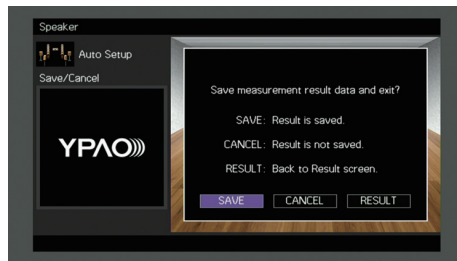 Speaker
Auto Setup
Save/Cancel
YPAO
Save measurement result data and exit?
SAVE: Result is saved.
CANCEL: Result is not saved.
RESULT: Back to Result screen.
SAVE CANCEL RESULT